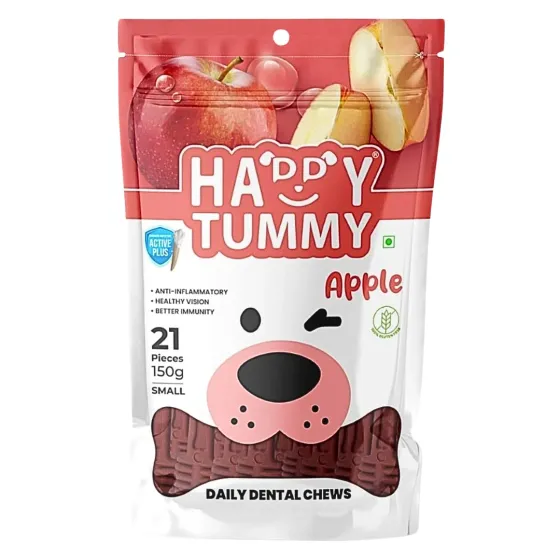 HAPPY®
TUMMY
Apple
ACTIVE
PLUS
• ANTI-INFLAMMATORY
• HEALTHY VISION
• BETTER IMMUNITY
21
Pieces
150g
SMALL
DAILY DENTAL CHEWS